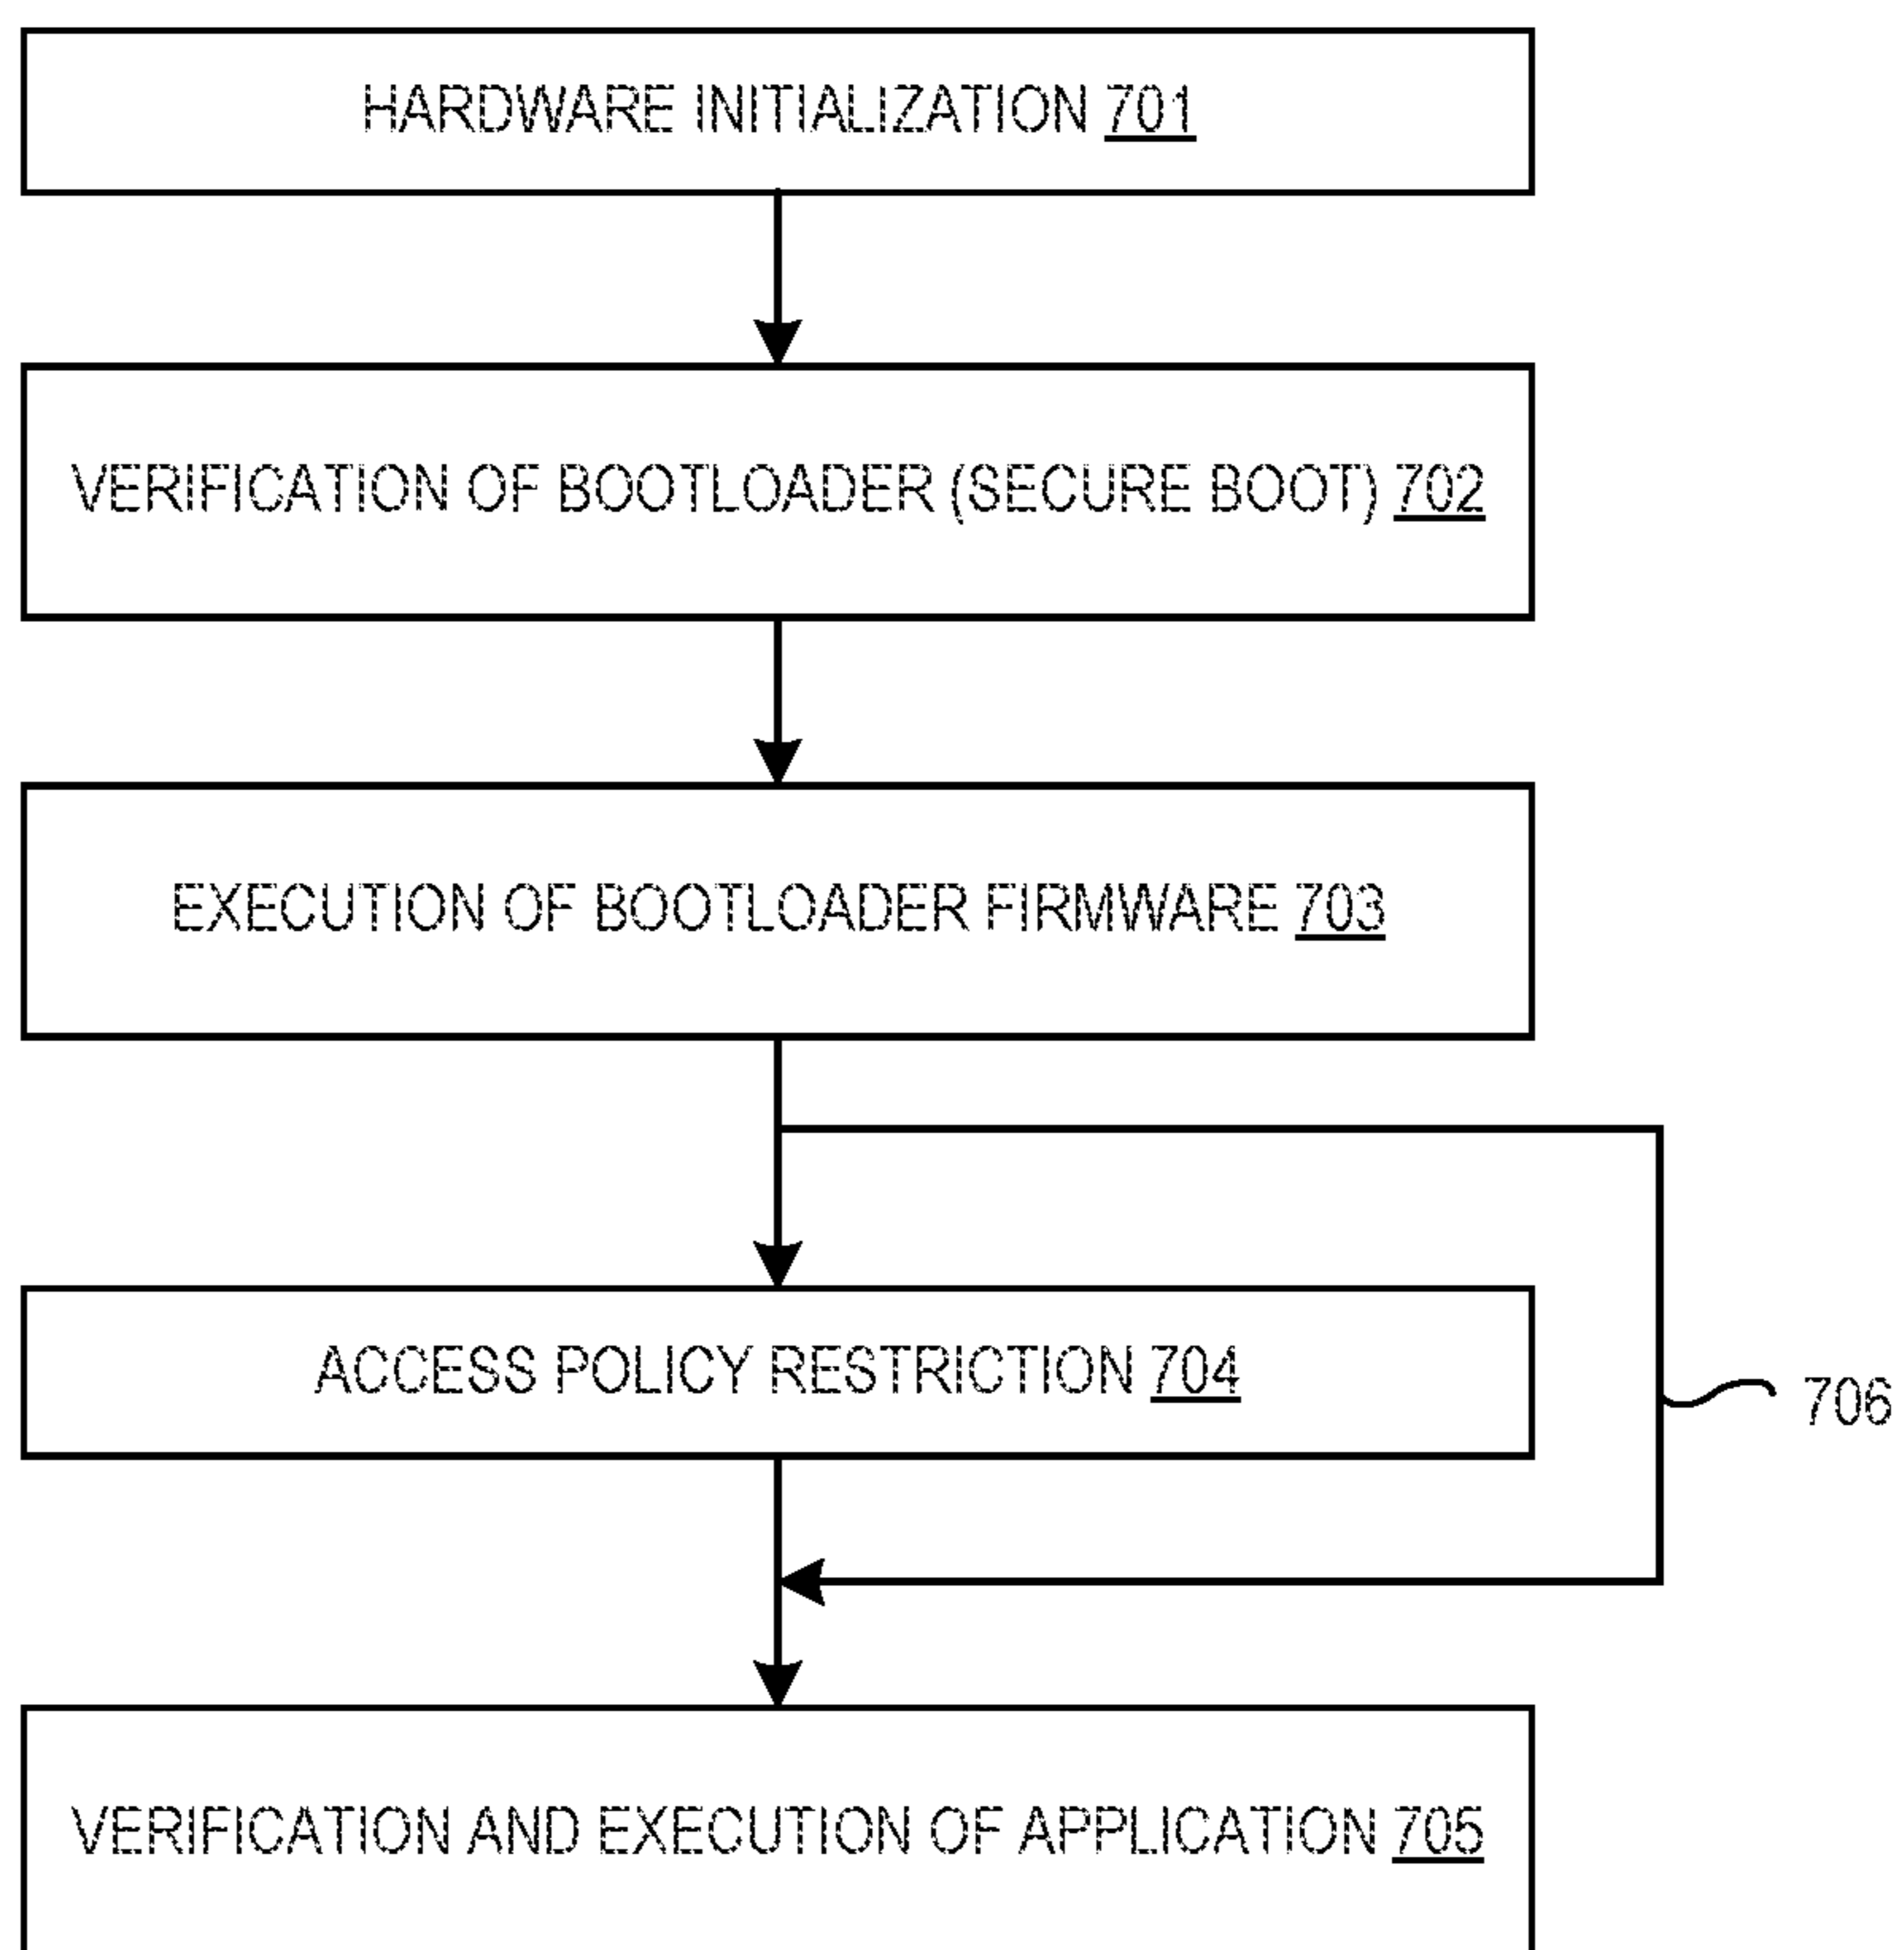 HARDWARE INITIALIZATION 701
VERIFICATION OF BOOTLOADER (SECURE BOOT) 702
EXECUTION OF BOOTLOADER FIRMWARE 703
ACCESS POLICY RESTRICTION 704
706
VERIFICATION AND EXECUTION OF APPLICATION 705